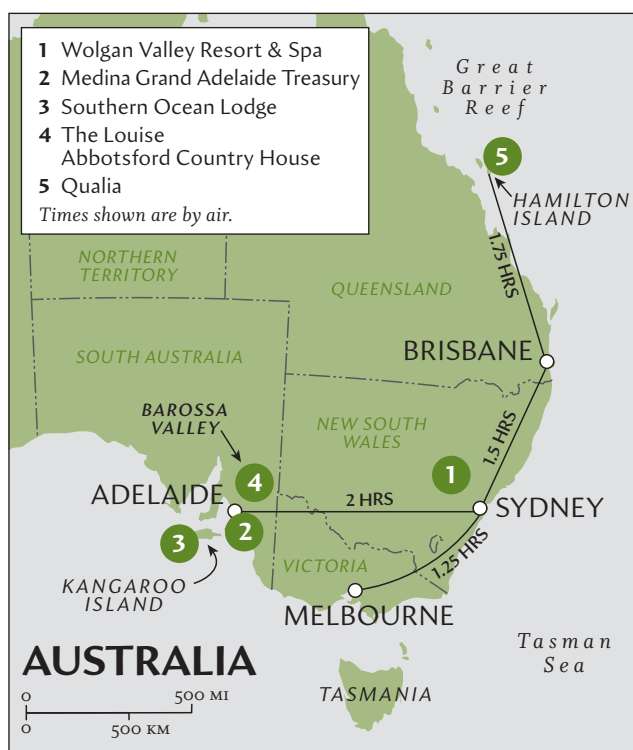 1 Wolgan Valley Resort & Spa
2 Medina Grand Adelaide Treasury
3 Southern Ocean Lodge
4 The Louise
Abbotsford Country House
5 Qualia
Times shown are by air.
Great
Barrier
Reef
5
HAMILTON
ISLAND
NORTHERN
TERRITORY
QUEENSLAND
1.75 HRS
BRISBANE
SOUTH AUSTRALIA
BAROSSA
VALLEY
NEW SOUTH
WALES
1.5 HRS
1
4
ADELAIDE
2 HRS
SYDNEY
3
2
1.25 HRS
KANGAROO
ISLAND
VICTORIA
MELBOURNE
Tasman
Sea
AUSTRALIA
TASMANIA
0 500 MI
0 500 KM